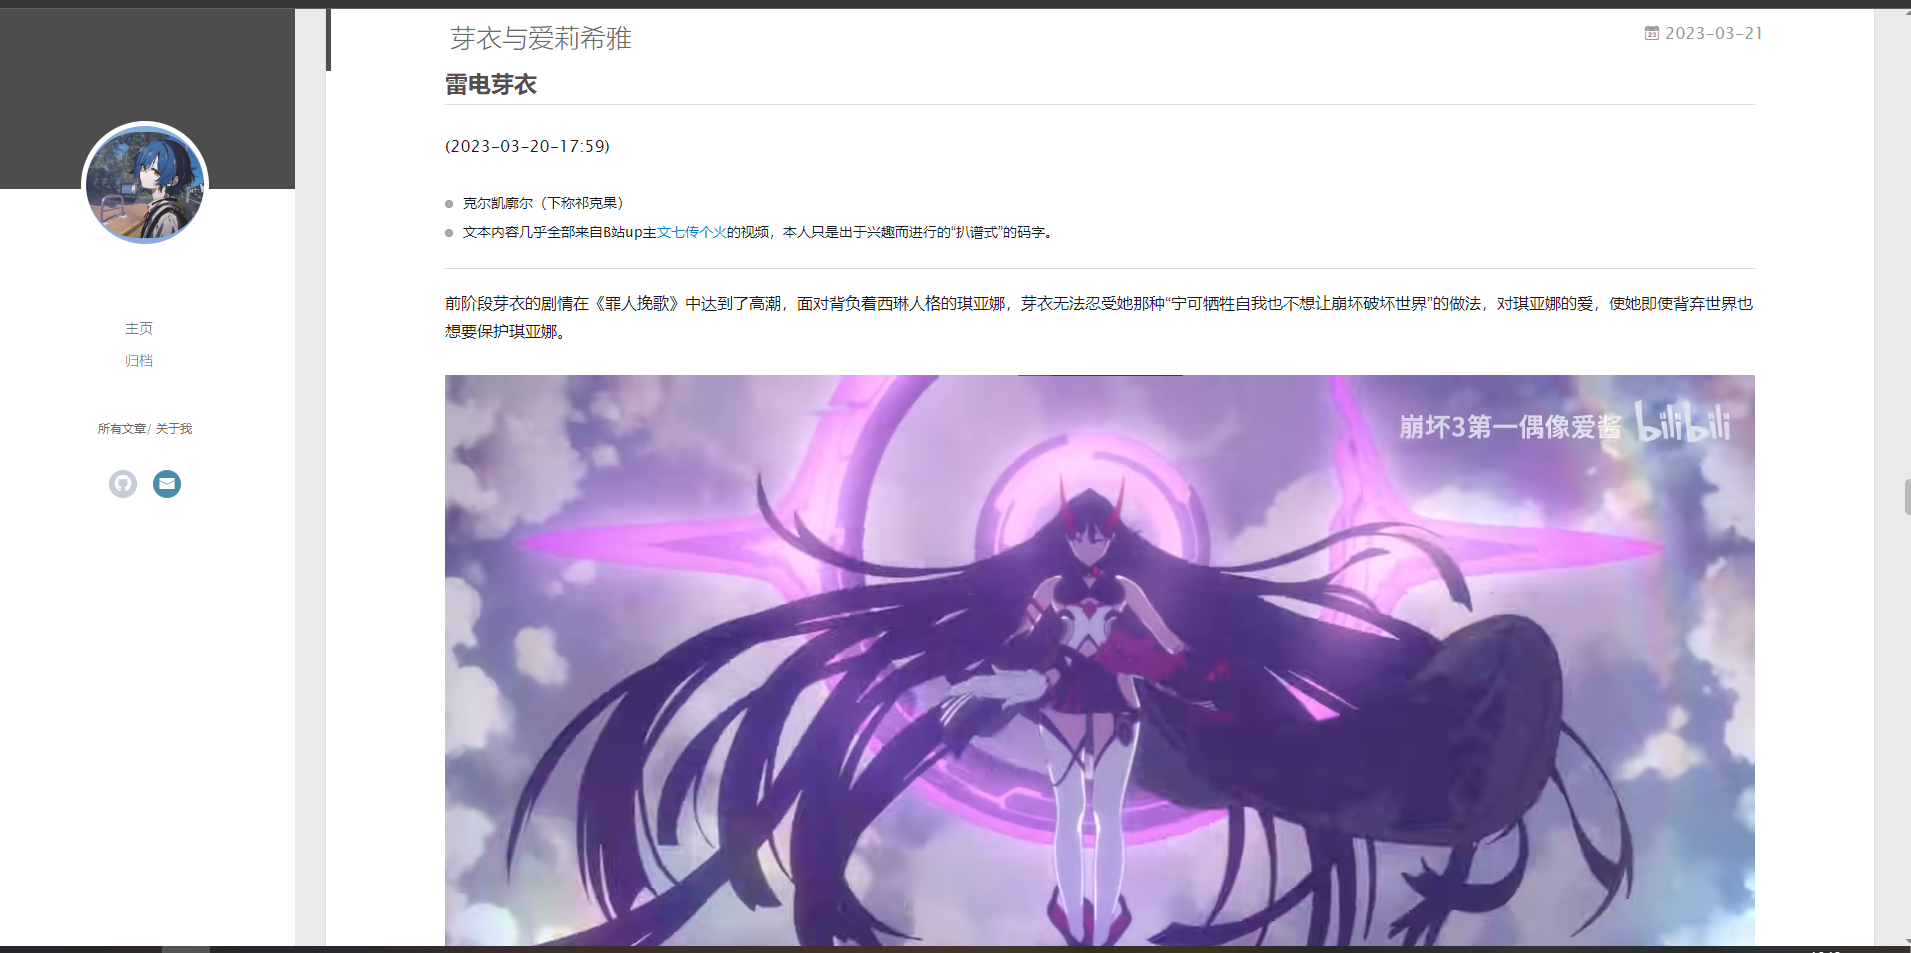 芽衣与爱莉希雅
2023-03-21
雷电芽衣
(2023-03-20-17:59)
克尔凯廓尔（下称祁克果）
文本内容几乎全部来自B站up主文七传个火的视频，本人只是出于兴趣而进行的“扒谱式”的码字。
前阶段芽衣的剧情在《罪人挽歌》中达到了高潮，面对背负着西琳人格的琪亚娜，芽衣无法忍受她那种“宁可牺牲自我也不想让崩坏破坏世界”的做法，对琪亚娜的爱，使她即使背弃世界也
想要保护琪亚娜。
崩坏3第一偶像爱酱 bilibili
主页
归档
所有文章/ 关于我